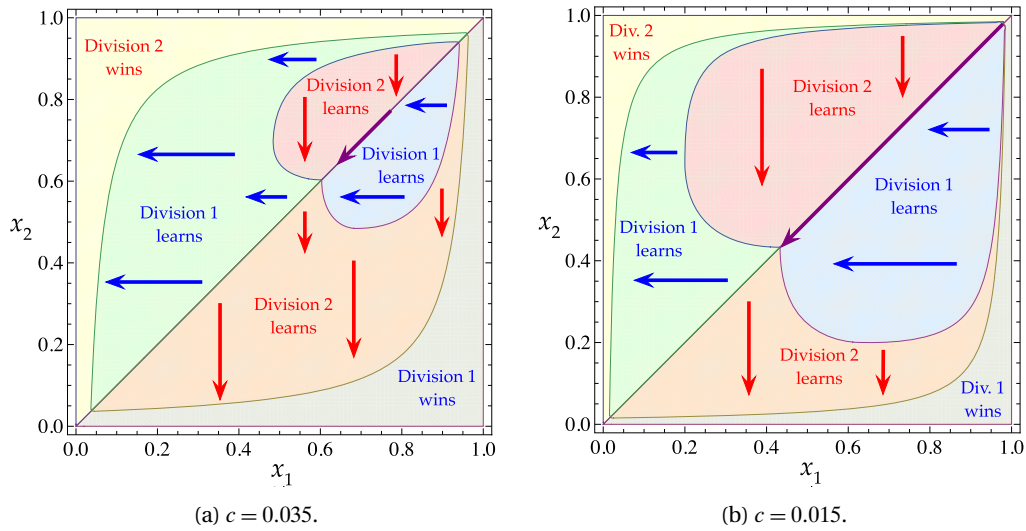 1.0
0.8
0.6
x2
0.4
0.2
0.0
Division 2
wins
Division 2
learns
Division 1
learns
Division 1
learns
Division 2
learns
Division 1
wins
0.0 0.2 0.4 0.6 0.8 1.0
x1
(a) c = 0.035.
1.0
0.8
0.6
x2
0.4
0.2
0.0
Div. 2
wins
Division 2
learns
Division 1
learns
Division 1
learns
Division 2
learns
Div. 1
wins
0.0 0.2 0.4 0.6 0.8 1.0
x1
(b) c = 0.015.